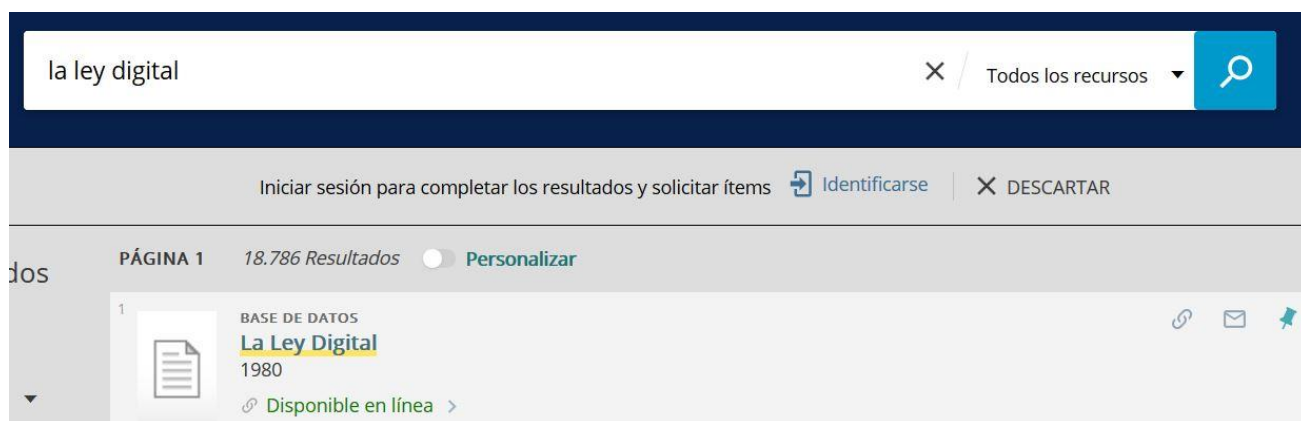 la ley digital
Todos los recursos
Iniciar sesión para completar los resultados y solicitar ítems Identificarse DESCARTAR
dos
PÁGINA 1 18.786 Resultados Personalizar
1
BASE DE DATOS
La Ley Digital
1980
Disponible en línea